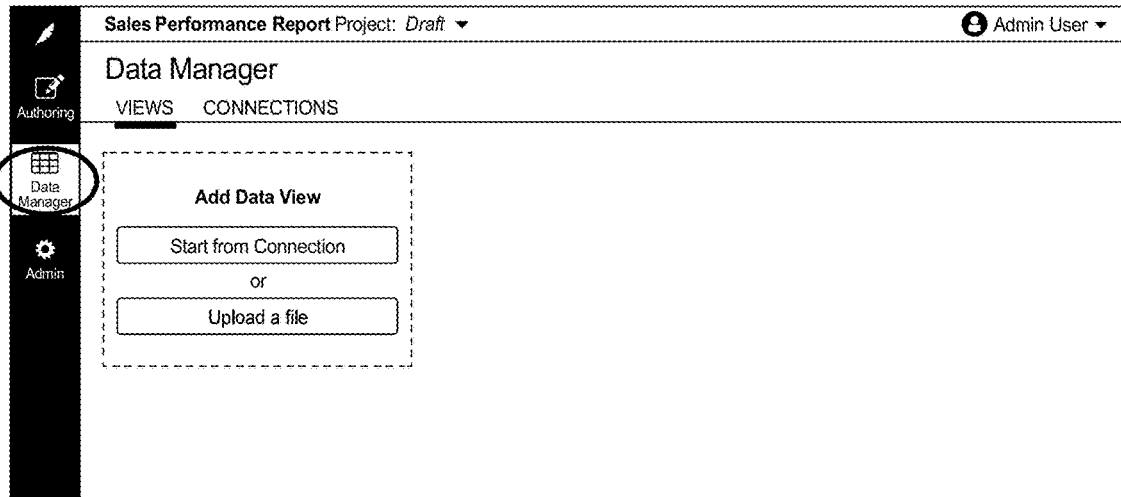 Sales Performance Report Project: Draft
Admin User
Authoring
Data Manager
VIEWS CONNECTIONS
Data
Manager
Add Data View
Start from Connection
or
Upload a file
Admin